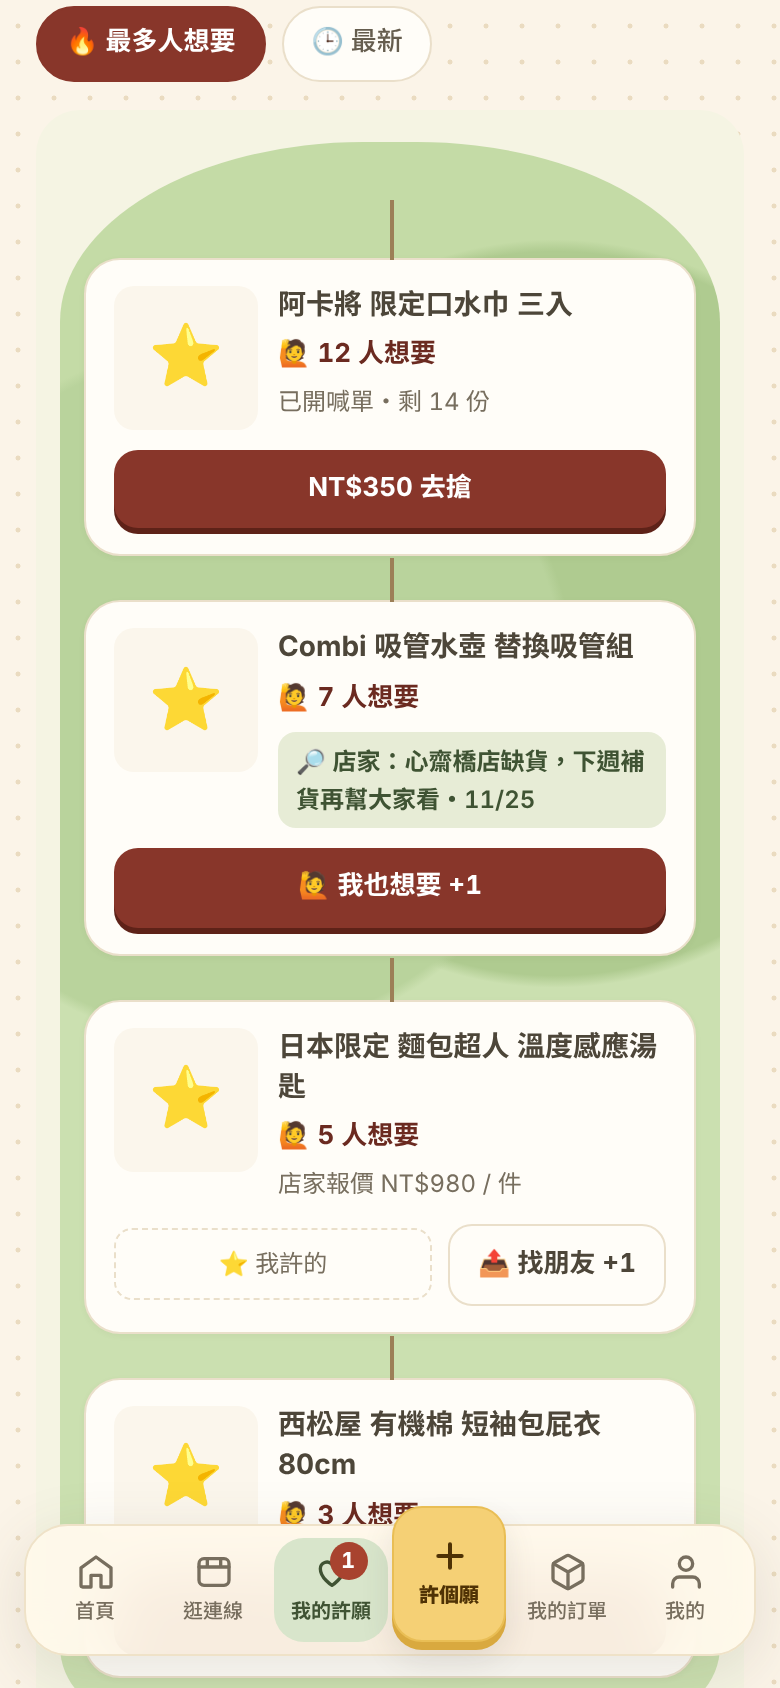 🔥 最多人想要
🕒 最新
阿卡將 限定口水巾 三入
🙋 12 人想要
已開喊單・剩 14 份
NT$350 去搶
Combi 吸管水壺 替換吸管組
🙋 7 人想要
🔎 店家：心齋橋店缺貨，下週補
貨再幫大家看・11/25
🙋 我也想要 +1
日本限定 麵包超人 溫度感應湯
匙
🙋 5 人想要
店家報價 NT$980 / 件
⭐ 我許的
📤 找朋友 +1
西松屋 有機棉 短袖包屁衣
80cm
🙋 3 人想要
首頁
逛連線
1
我的許願
許個願
我的訂單
我的